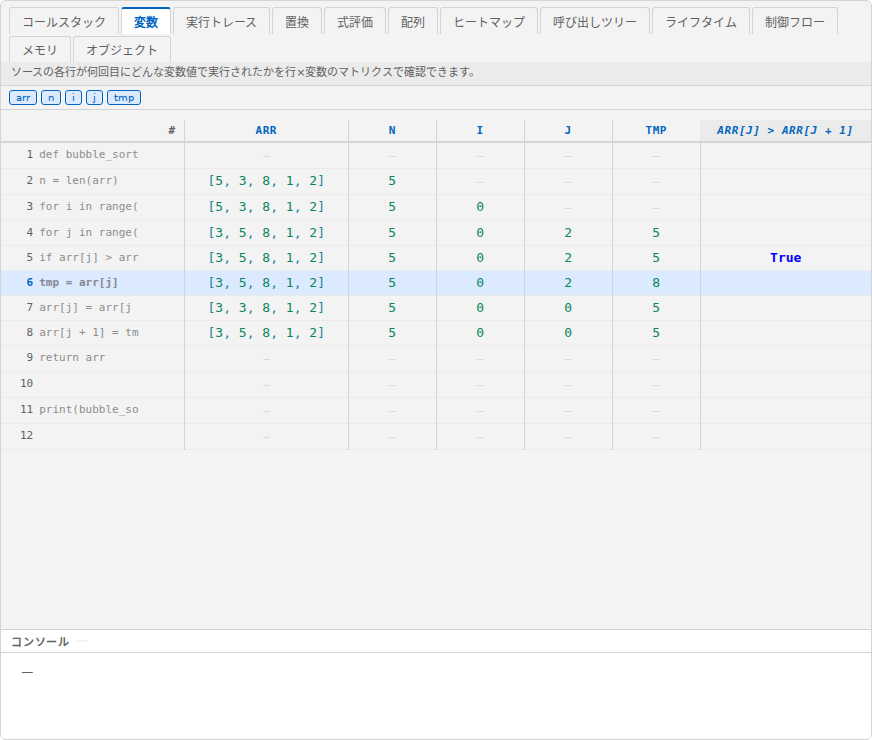 コールスタック 変数 実行トレース 置換 式評価 配列 ヒートマップ 呼び出しツリー ライフタイム 制御フロー
メモリ オブジェクト
ソースの各行が何回目にどんな変数値で実行されたかを行×変数のマトリクスで確認できます。
arr n i j tmp
# ARR N I J TMP ARR[J] > ARR[J + 1]
1 def bubble_sort – – – – –
2 n = len(arr) [5, 3, 8, 1, 2] 5 – – –
3 for i in range( [5, 3, 8, 1, 2] 5 0 – –
4 for j in range( [3, 5, 8, 1, 2] 5 0 2 5
5 if arr[j] > arr [3, 5, 8, 1, 2] 5 0 2 5 True
6 tmp = arr[j] [3, 5, 8, 1, 2] 5 0 2 8
7 arr[j] = arr[j [3, 3, 8, 1, 2] 5 0 0 5
8 arr[j + 1] = tm [3, 5, 8, 1, 2] 5 0 0 5
9 return arr – – – – –
10 – – – – –
11 print(bubble_so – – – – –
12 – – – – –
コンソール —
—